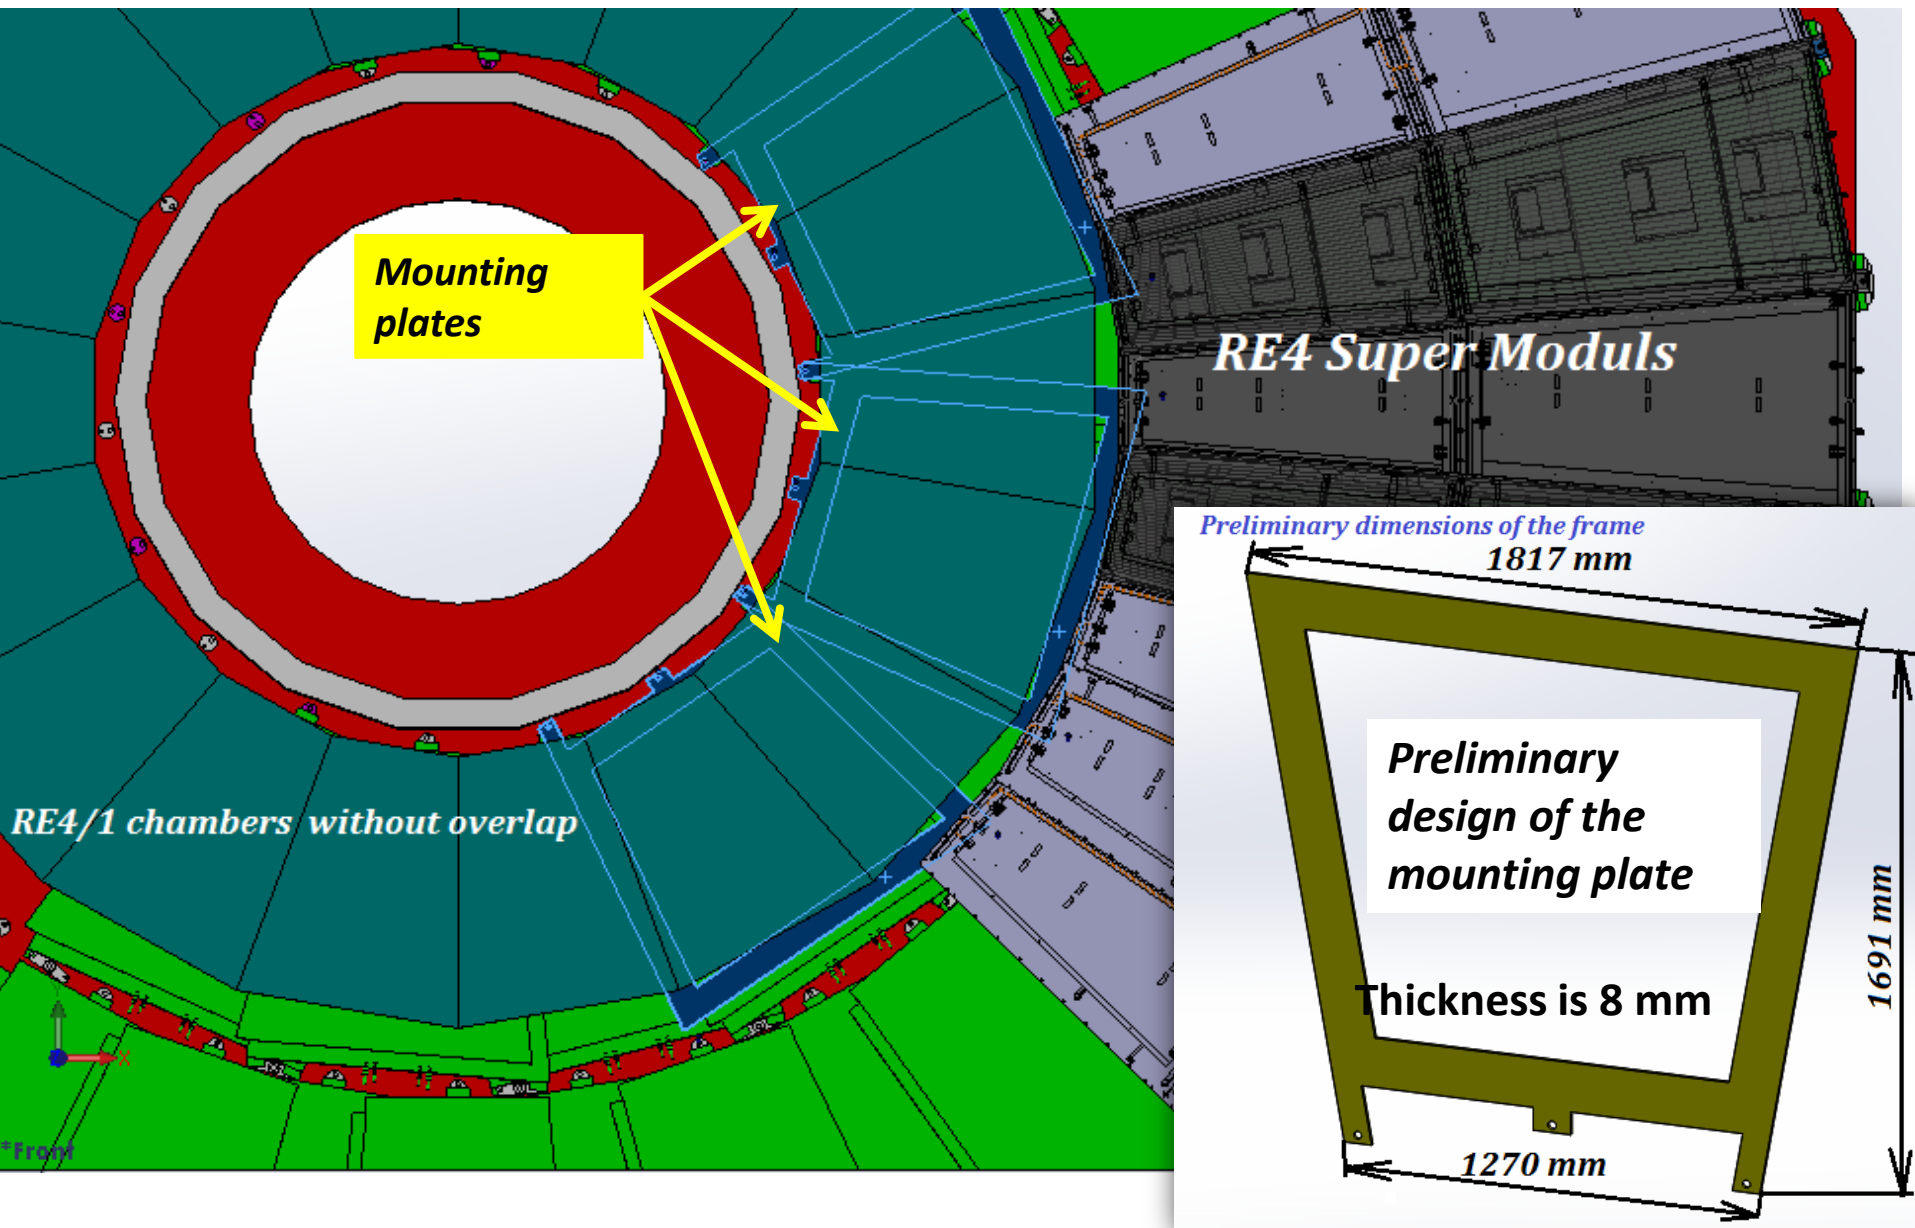 Mounting
plates
RE4 Super Moduls
RE4/1 chambers without overlap
X
*Front
Preliminary dimensions of the frame
1817 mm
Preliminary
design of the
mounting plate
Thickness is 8 mm
1691 mm
1270 mm